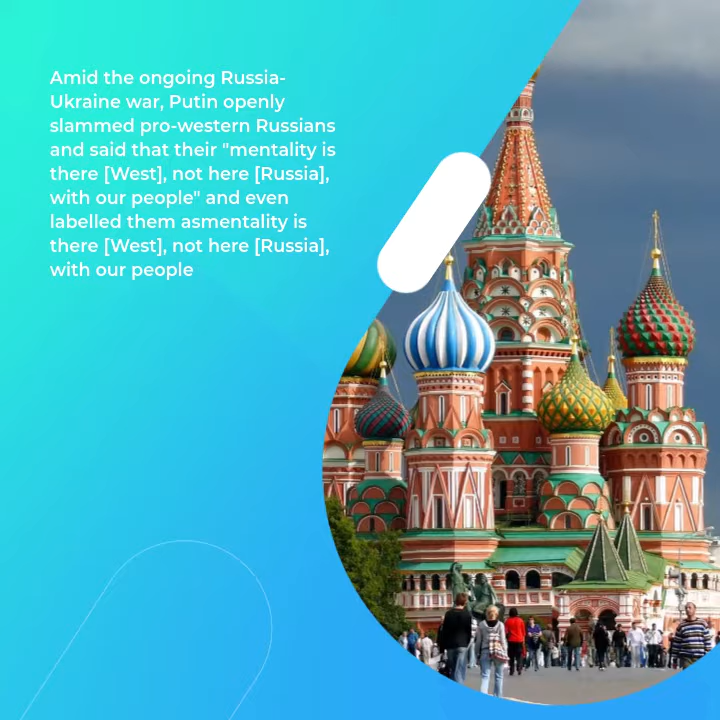 Amid the ongoing Russia-
Ukraine war, Putin openly
slammed pro-western Russians
and said that their "mentality is
there [West], not here [Russia],
with our people" and even
labelled them asmentality is
there [West], not here [Russia],
with our people